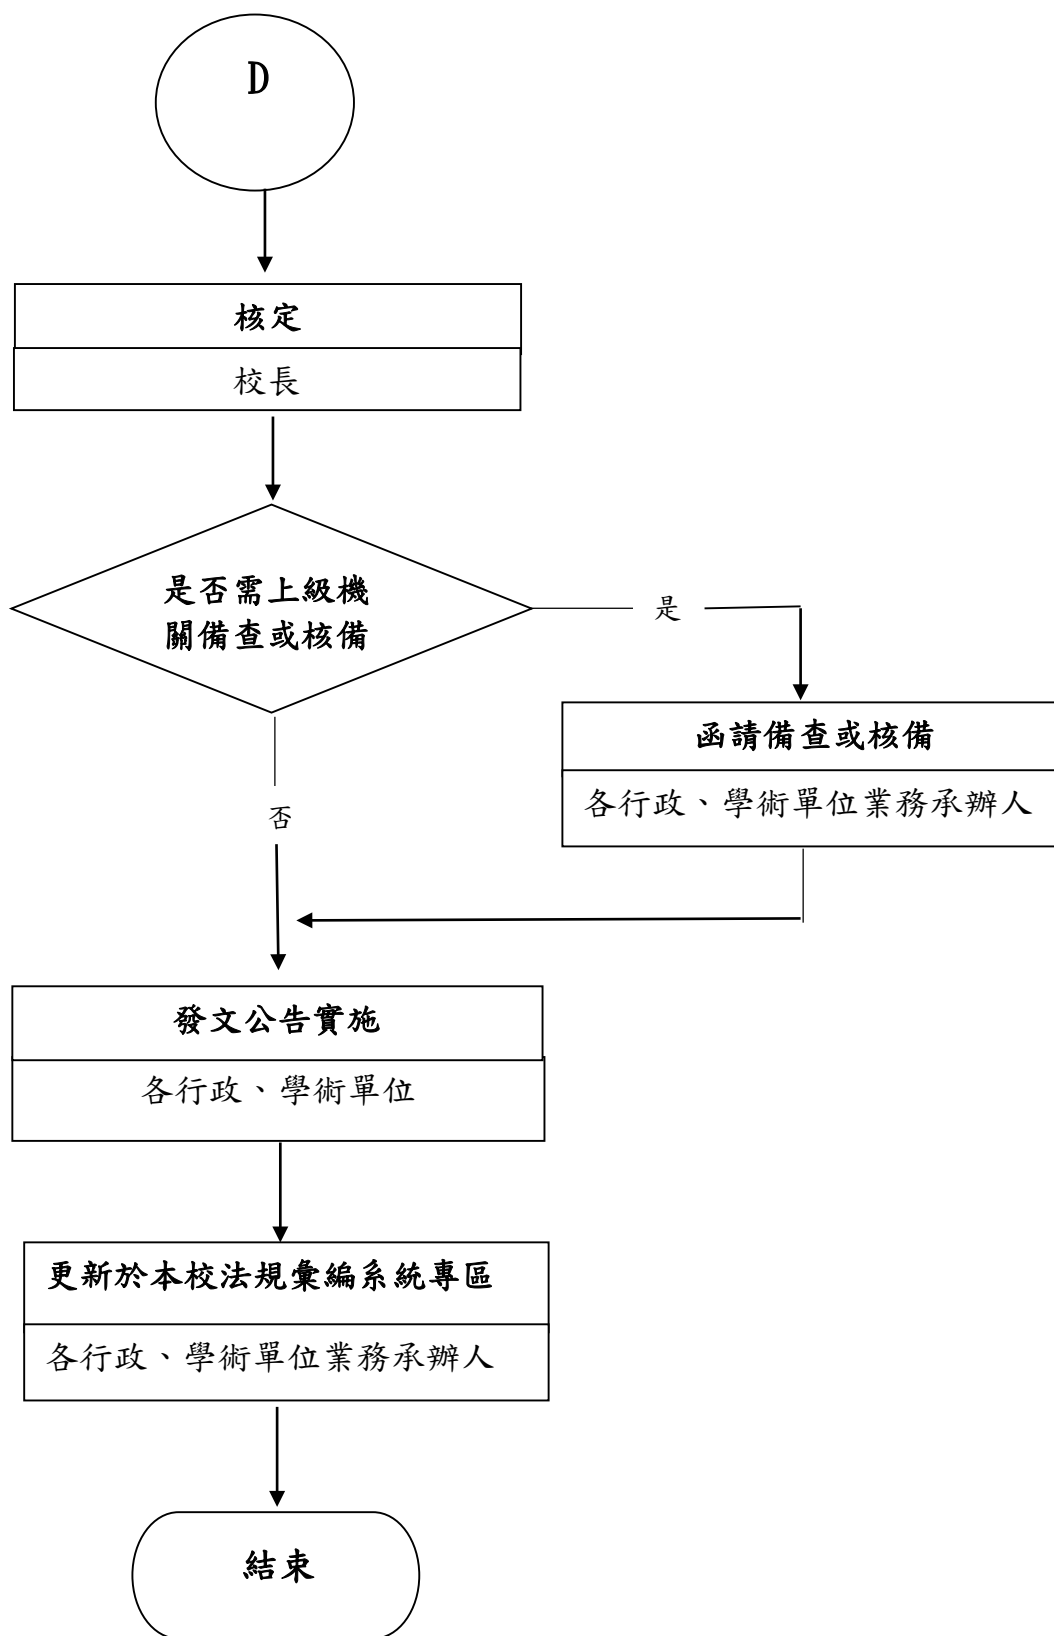 D
核定
校長
是否需上級機
關備查或核備
是
函請備查或核備
各行政、學術單位業務承辦人
否
發文公告實施
各行政、學術單位
更新於本校法規彙編系統專區
各行政、學術單位業務承辦人
結束